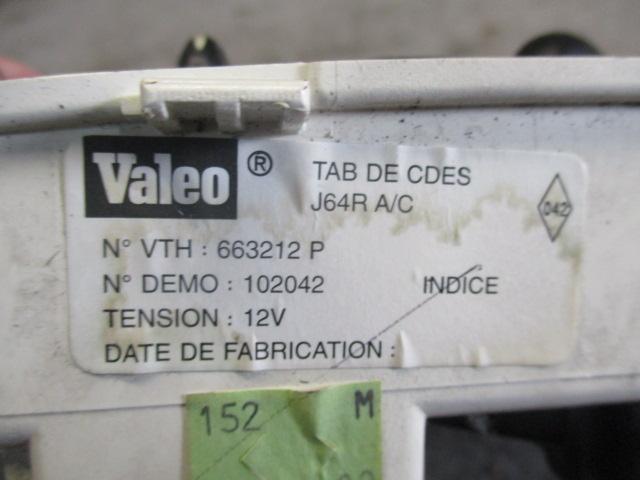 Valeo ® TAB DE CDES
J64R A/C
042
N° VTH : 663212 P
N° DEMO : 102042 INDICE
TENSION : 12V
DATE DE FABRICATION :
152 M